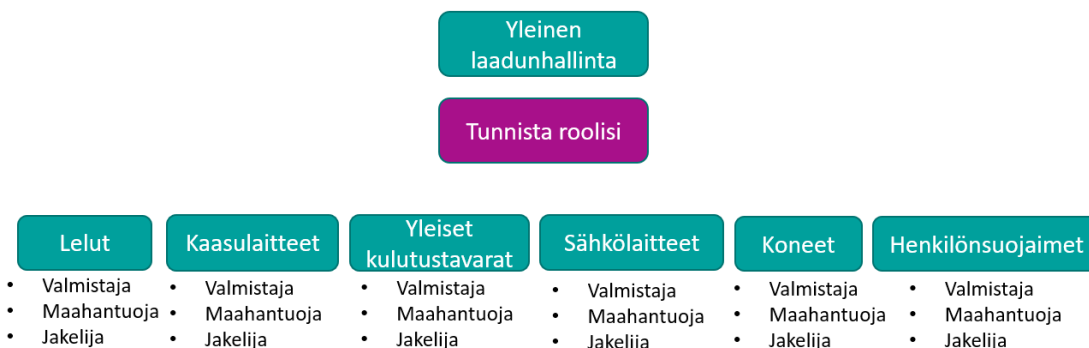 Yleinen
laadunhallinta
Tunnista roolisi
Lelut
• Valmistaja
• Maahantuoja
• Jakelija
Kaasulaitteet
• Valmistaja
• Maahantuoja
• Jakelija
Yleiset
kulutustavarat
• Valmistaja
• Maahantuoja
• Jakelija
Sähkölaitteet
• Valmistaja
• Maahantuoja
• Jakelija
Koneet
• Valmistaja
• Maahantuoja
• Jakelija
Henkilönsuojaimet
• Valmistaja
• Maahantuoja
• Jakelija